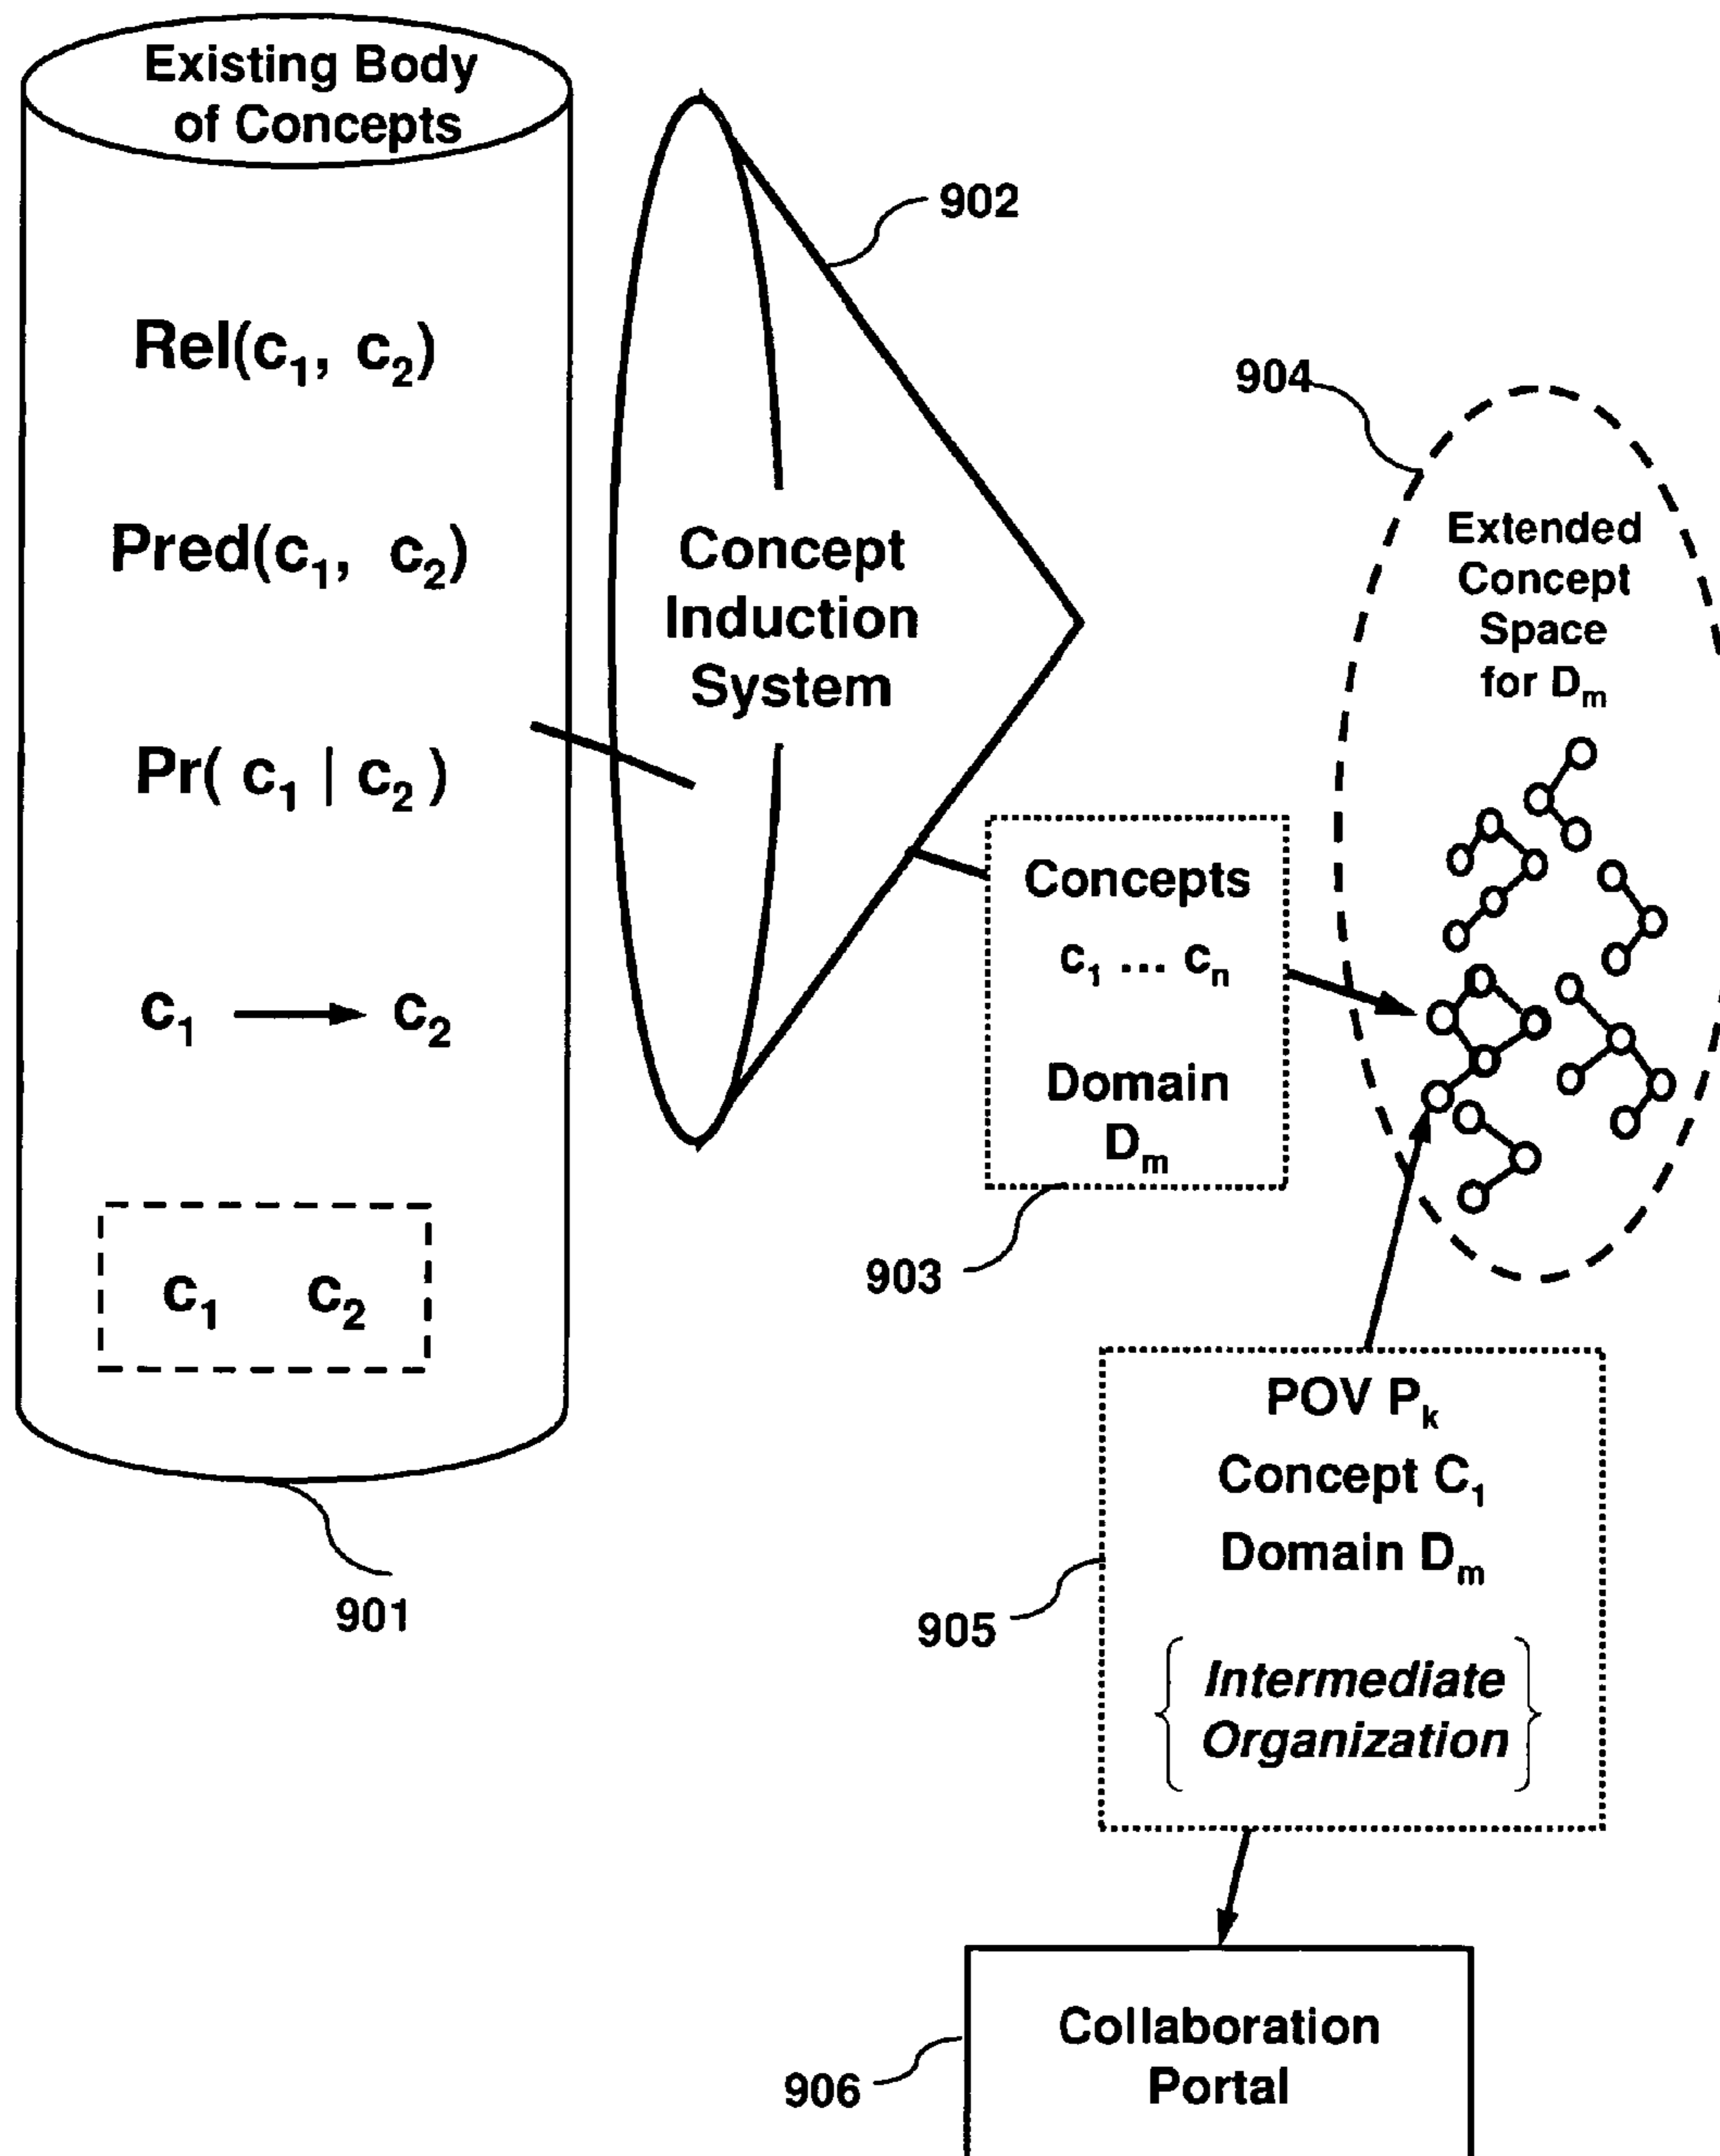 Existing Body
of Concepts
Rel(c₁, c₂)
Pred(c₁, c₂)
Pr( c₁ | c₂ )
c₁ → c₂
c₁ c₂
901
Concept
Induction
System
902
Concepts
c₁ ... cₙ
Domain
Dₘ
903
904
Extended
Concept
Space
for Dₘ
POV Pₖ
Concept C₁
Domain Dₘ
Intermediate
Organization
905
Collaboration
Portal
906